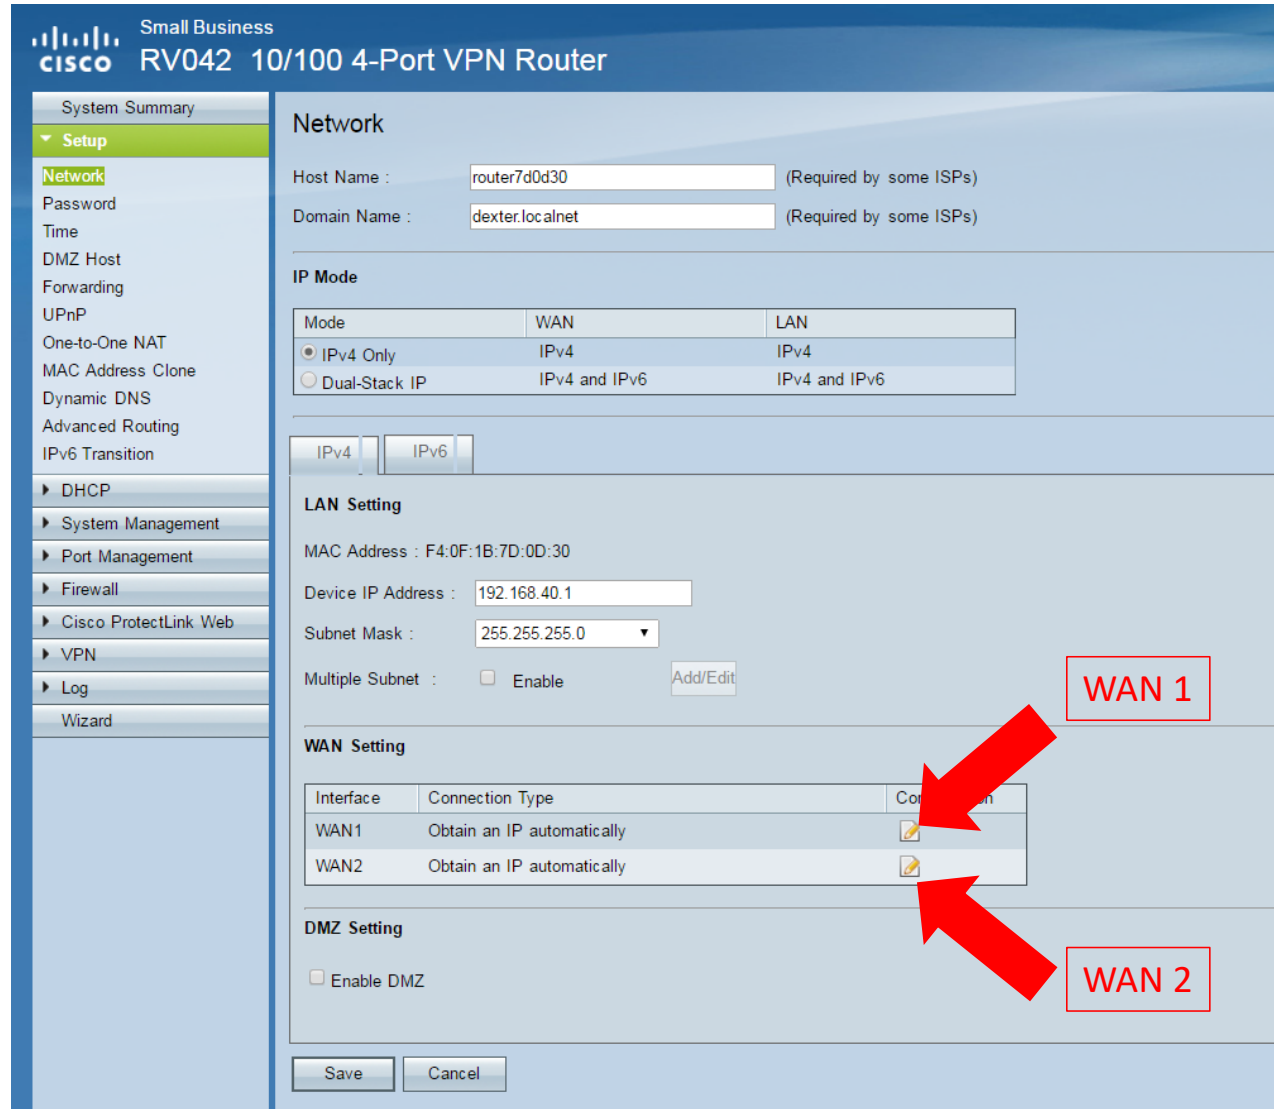 Small Business
CISCO RV042 10/100 4-Port VPN Router
System Summary
Setup
Network
Password
Time
DMZ Host
Forwarding
UPnP
One-to-One NAT
MAC Address Clone
Dynamic DNS
Advanced Routing
IPv6 Transition
DHCP
System Management
Port Management
Firewall
Cisco ProtectLink Web
VPN
Log
Wizard
Network
Host Name : router7d0d30 (Required by some ISPs)
Domain Name : dexter.localnet (Required by some ISPs)
IP Mode
Mode WAN LAN
IPv4 Only IPv4 IPv4
Dual-Stack IP IPv4 and IPv6 IPv4 and IPv6
IPv4 IPv6
LAN Setting
MAC Address : F4:0F:1B:7D:0D:30
Device IP Address : 192.168.40.1
Subnet Mask : 255.255.255.0
Multiple Subnet : Enable Add/Edit
WAN 1
WAN Setting
Interface Connection Type
WAN1 Obtain an IP automatically
WAN2 Obtain an IP automatically
DMZ Setting
Enable DMZ
WAN 2
Save Cancel